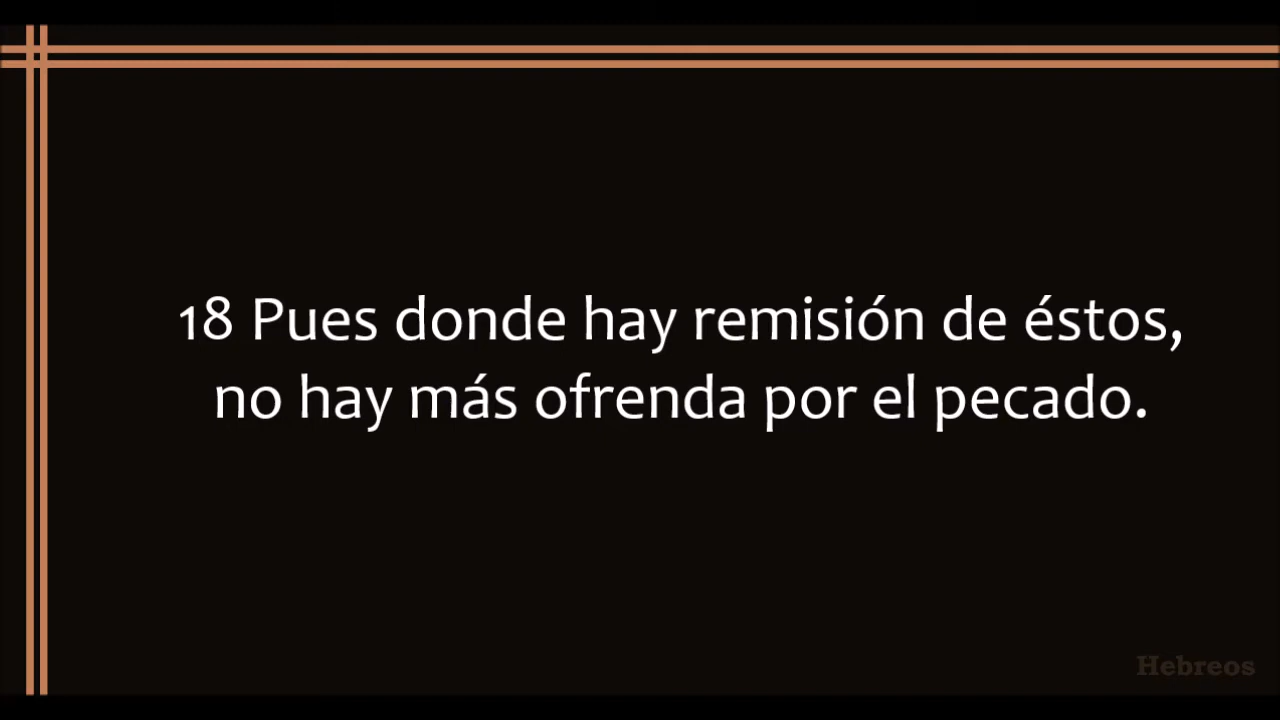 18 Pues donde hay remisión de éstos,
no hay más ofrenda por el pecado.
Hebreos